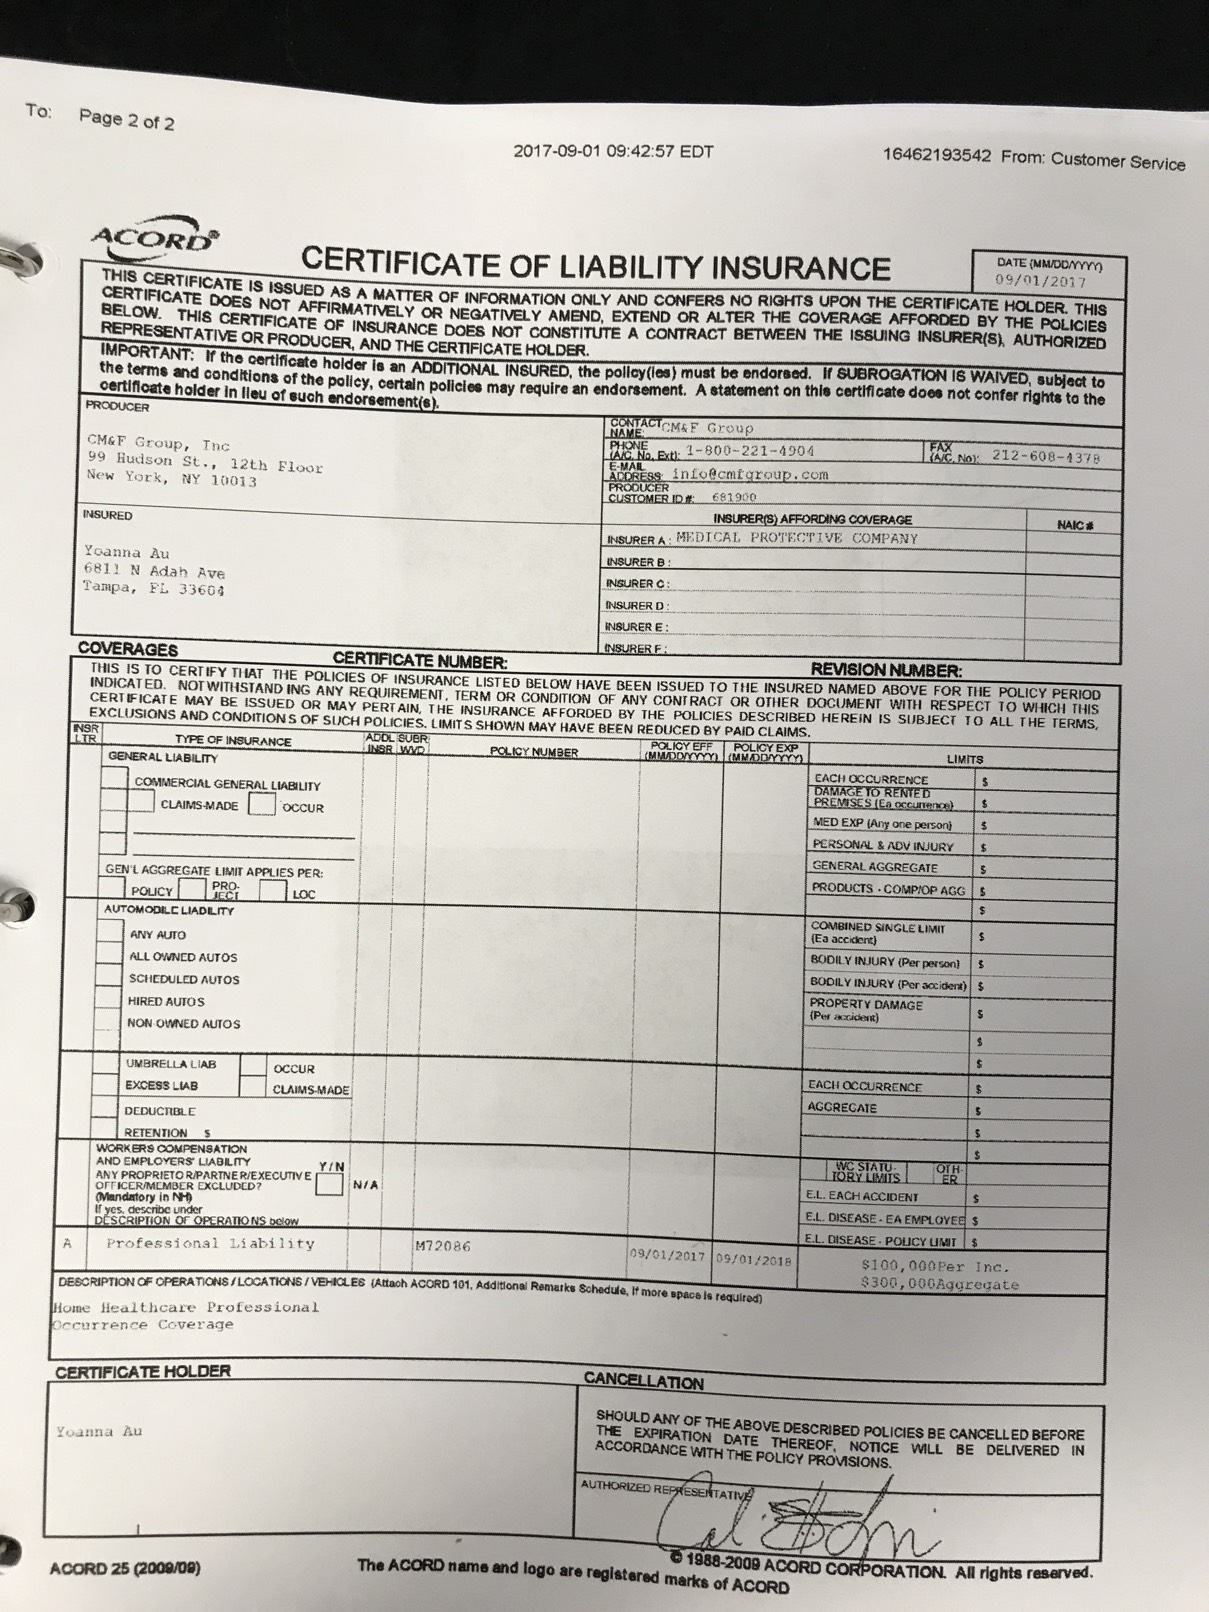 To: Page 2 of 2
2017-09-01 09:42:57 EDT
16462193542 From: Customer Service
ACORD®
CERTIFICATE OF LIABILITY INSURANCE
DATE (MM/DD/YYYY)
09/01/2017
THIS CERTIFICATE IS ISSUED AS A MATTER OF INFORMATION ONLY AND CONFERS NO RIGHTS UPON THE CERTIFICATE HOLDER. THIS
CERTIFICATE DOES NOT AFFIRMATIVELY OR NEGATIVELY AMEND, EXTEND OR ALTER THE COVERAGE AFFORDED BY THE POLICIES
BELOW. THIS CERTIFICATE OF INSURANCE DOES NOT CONSTITUTE A CONTRACT BETWEEN THE ISSUING INSURER(S), AUTHORIZED
REPRESENTATIVE OR PRODUCER, AND THE CERTIFICATE HOLDER.
IMPORTANT: If the certificate holder is an ADDITIONAL INSURED, the policy(ies) must be endorsed. If SUBROGATION IS WAIVED, subject to
the terms and conditions of the policy, certain policies may require an endorsement. A statement on this certificate does not confer rights to the
certificate holder in lieu of such endorsement(s).
PRODUCER
CM&F Group, Inc
99 Hudson St., 12th Floor
New York, NY 10013
CONTACT NAME: CM&F Group
PHONE (A/C. No, Ext): 1-800-221-4904
FAX (A/C. No): 212-608-4378
E-MAIL ADDRESS: info@cmfgroup.com
PRODUCER CUSTOMER ID #: 681900
INSURED
Yoanna Au
6811 N Adah Ave
Tampa, FL 33604
INSURER(S) AFFORDING COVERAGE
NAIC #
INSURER A : MEDICAL PROTECTIVE COMPANY
INSURER B :
INSURER C :
INSURER D :
INSURER E :
INSURER F :
COVERAGES CERTIFICATE NUMBER: REVISION NUMBER:
THIS IS TO CERTIFY THAT THE POLICIES OF INSURANCE LISTED BELOW HAVE BEEN ISSUED TO THE INSURED NAMED ABOVE FOR THE POLICY PERIOD
INDICATED. NOTWITHSTANDING ANY REQUIREMENT, TERM OR CONDITION OF ANY CONTRACT OR OTHER DOCUMENT WITH RESPECT TO WHICH THIS
CERTIFICATE MAY BE ISSUED OR MAY PERTAIN, THE INSURANCE AFFORDED BY THE POLICIES DESCRIBED HEREIN IS SUBJECT TO ALL THE TERMS,
EXCLUSIONS AND CONDITIONS OF SUCH POLICIES. LIMITS SHOWN MAY HAVE BEEN REDUCED BY PAID CLAIMS.
INSR LTR TYPE OF INSURANCE ADDL INSR SUBR WVD POLICY NUMBER POLICY EFF (MM/DD/YYYY) POLICY EXP (MM/DD/YYYY) LIMITS
GENERAL LIABILITY
COMMERCIAL GENERAL LIABILITY
CLAIMS-MADE OCCUR
GEN'L AGGREGATE LIMIT APPLIES PER:
POLICY PRO-JECT LOC
EACH OCCURRENCE $
DAMAGE TO RENTED PREMISES (Ea occurrence) $
MED EXP (Any one person) $
PERSONAL & ADV INJURY $
GENERAL AGGREGATE $
PRODUCTS - COMP/OP AGG $
$
AUTOMOBILE LIABILITY
ANY AUTO
ALL OWNED AUTOS
SCHEDULED AUTOS
HIRED AUTOS
NON-OWNED AUTOS
COMBINED SINGLE LIMIT
(Ea accident) $
BODILY INJURY (Per person) $
BODILY INJURY (Per accident) $
PROPERTY DAMAGE
(Per accident) $
$
$
UMBRELLA LIAB OCCUR
EXCESS LIAB CLAIMS-MADE
DEDUCTIBLE
RETENTION $
EACH OCCURRENCE $
AGGREGATE $
$
$
WORKERS COMPENSATION
AND EMPLOYERS' LIABILITY
Y / N
ANY PROPRIETOR/PARTNER/EXECUTIVE
OFFICER/MEMBER EXCLUDED?
N / A
(Mandatory in NH)
If yes, describe under
DESCRIPTION OF OPERATIONS below
WC STATU-TORY LIMITS OTH-ER
E.L. EACH ACCIDENT $
E.L. DISEASE - EA EMPLOYEE $
E.L. DISEASE - POLICY LIMIT $
A Professional Liability M72086 09/01/2017 09/01/2018
$100,000Per Inc.
$300,000Aggregate
DESCRIPTION OF OPERATIONS / LOCATIONS / VEHICLES (Attach ACORD 101, Additional Remarks Schedule, if more space is required)
Home Healthcare Professional
Occurrence Coverage
CERTIFICATE HOLDER
Yoanna Au
CANCELLATION
SHOULD ANY OF THE ABOVE DESCRIBED POLICIES BE CANCELLED BEFORE
THE EXPIRATION DATE THEREOF, NOTICE WILL BE DELIVERED IN
ACCORDANCE WITH THE POLICY PROVISIONS.
AUTHORIZED REPRESENTATIVE
© 1988-2009 ACORD CORPORATION. All rights reserved.
ACORD 25 (2009/09)
The ACORD name and logo are registered marks of ACORD